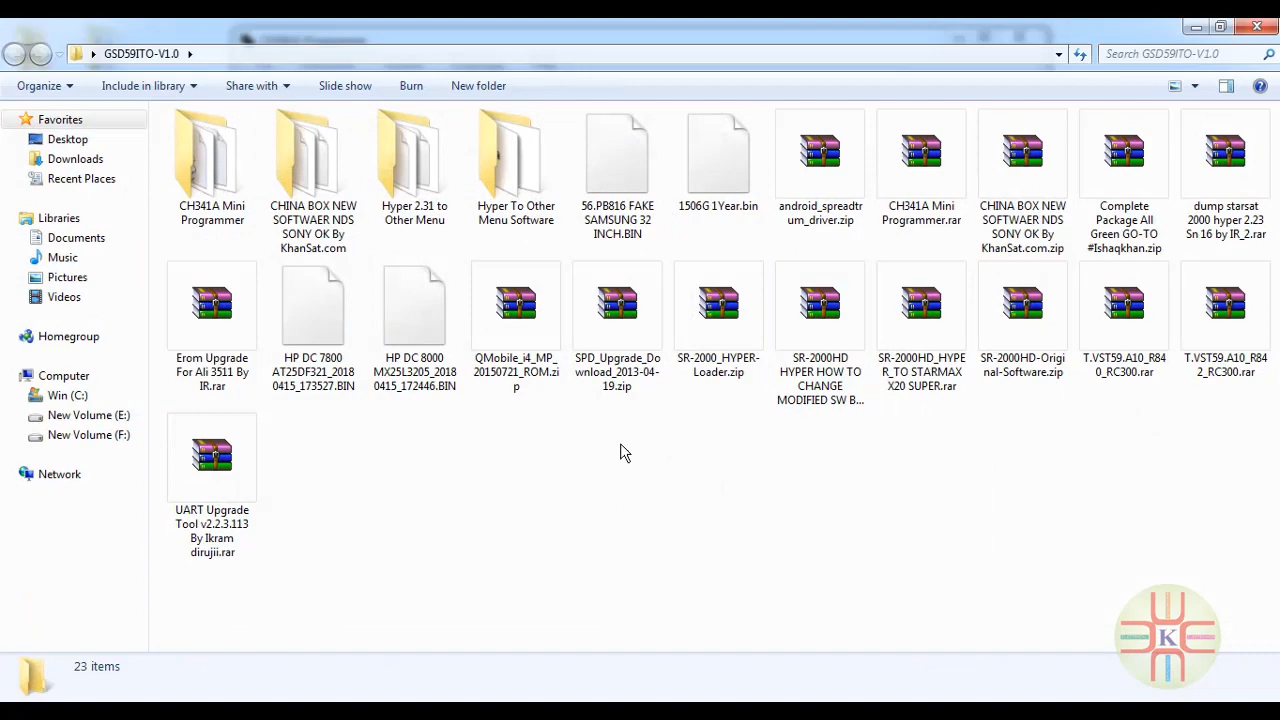 GSD59ITO-V1.0
Search GSD59ITO-V1.0
Organize
Include in library
Share with
Slide show
Burn
New folder
Favorites
Desktop
Downloads
Recent Places
Libraries
Documents
Music
Pictures
Videos
Homegroup
Computer
Win (C:)
New Volume (E:)
New Volume (F:)
Network
CH341A Mini
Programmer
CHINA BOX NEW
SOFTWAER NDS
SONY OK By
KhanSat.com
Hyper 2.31 to
Other Menu
Hyper To Other
Menu Software
56.PB816 FAKE
SAMSUNG 32
INCH.BIN
1506G 1Year.bin
android_spreadt
rum_driver.zip
CH341A Mini
Programmer.rar
CHINA BOX NEW
SOFTWAER NDS
SONY OK By
KhanSat.com.zip
Complete
Package All
Green GO-TO
#Ishaqkhan.zip
dump starsat
2000 hyper 2.23
Sn 16 by IR_2.rar
Erom Upgrade
For Ali 3511 By
IR.rar
HP DC 7800
AT25DF321_2018
0415_173527.BIN
HP DC 8000
MX25L3205_2018
0415_172446.BIN
QMobile_i4_MP_
20150721_ROM.zi
p
SPD_Upgrade_Do
wnload_2013-04-
19.zip
SR-2000_HYPER-
Loader.zip
SR-2000HD
HYPER HOW TO
CHANGE
MODIFIED SW B...
SR-2000HD_HYPE
R_TO STARMAX
X20 SUPER.rar
SR-2000HD-Origi
nal-Software.zip
T.VST59.A10_R84
0_RC300.rar
T.VST59.A10_R84
2_RC300.rar
UART Upgrade
Tool v2.2.3.113
By Ikram
dirujii.rar
23 items
K